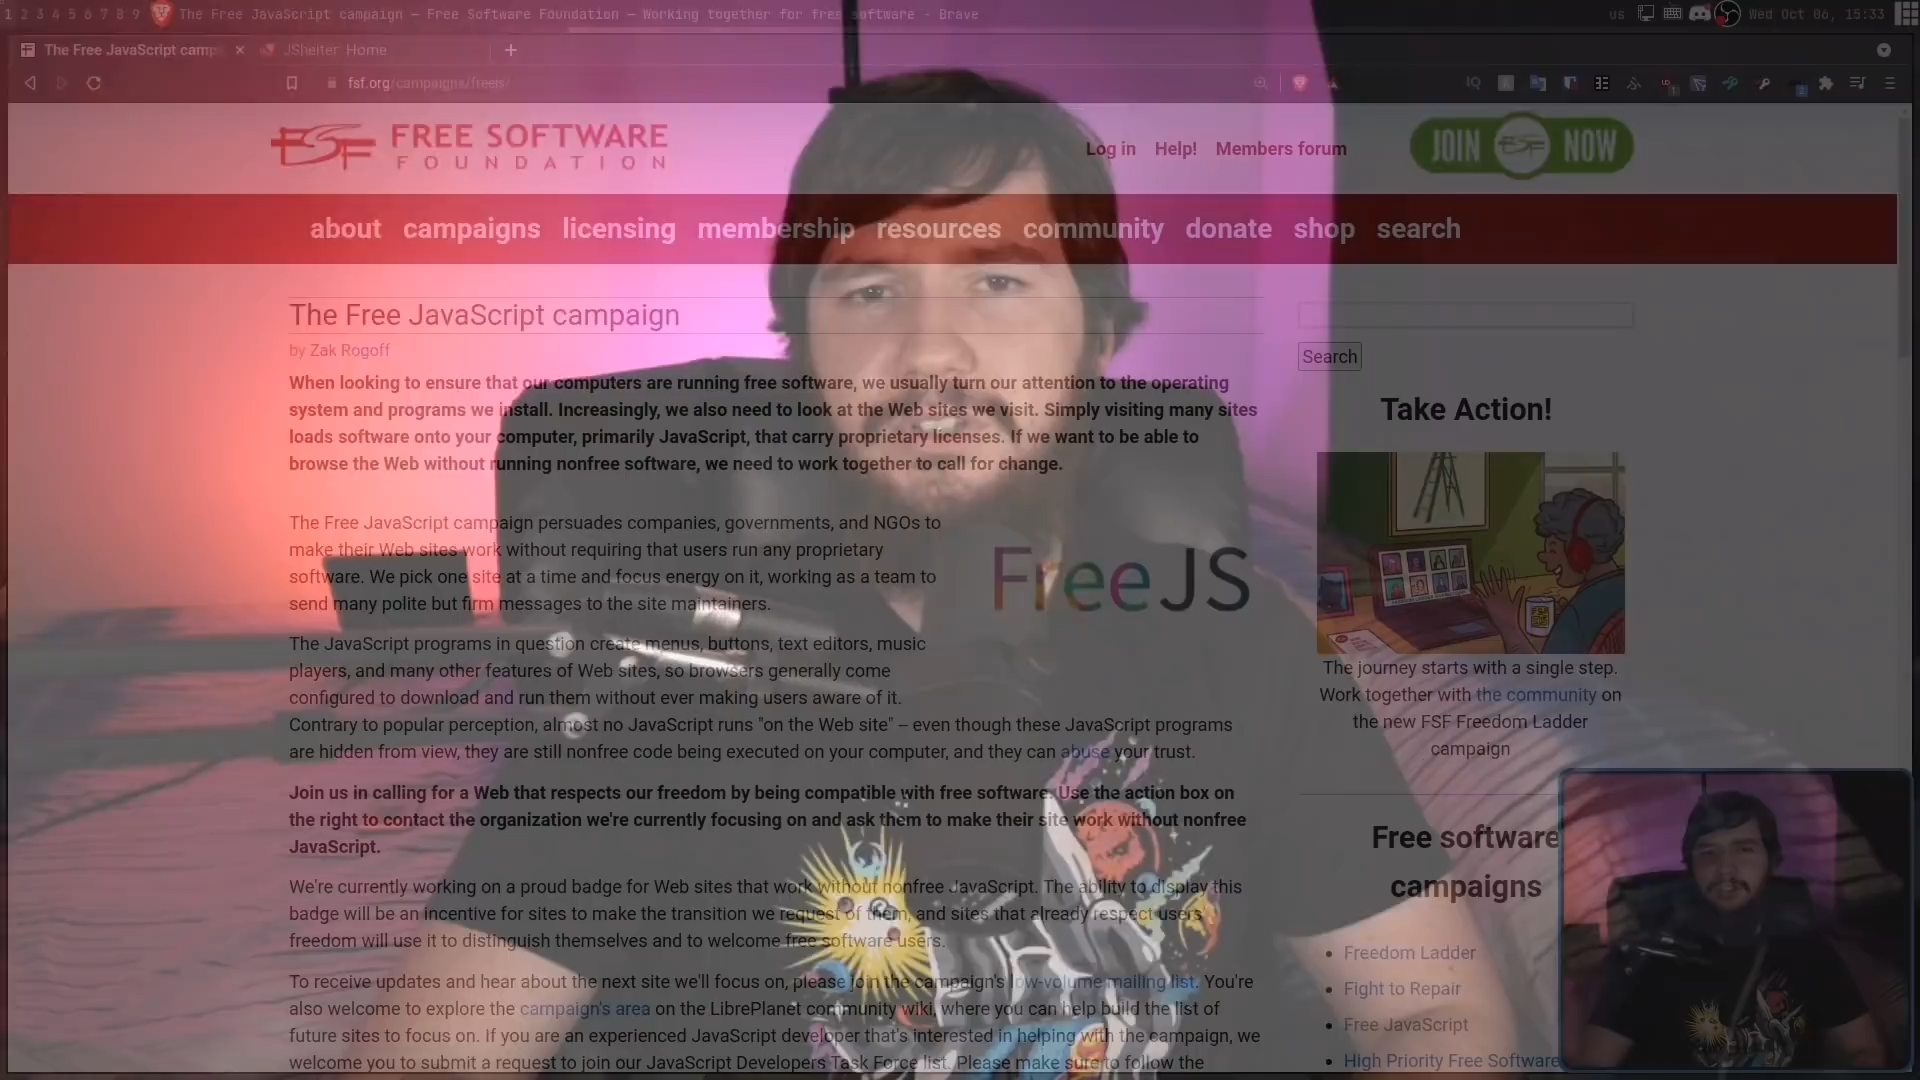 1 2 3 4 5 6 7 8 9 The Free JavaScript campaign — Free Software Foundation — Working together for free software - Brave
us Wed Oct 06, 15:33
The Free JavaScript camp
JShelter: Home
fsf.org/campaigns/freejs/
FSF FREE SOFTWARE
FOUNDATION
Log in Help! Members forum
JOIN FSF NOW
about campaigns licensing membership resources community donate shop search
The Free JavaScript campaign
by Zak Rogoff
When looking to ensure that our computers are running free software, we usually turn our attention to the operating
system and programs we install. Increasingly, we also need to look at the Web sites we visit. Simply visiting many sites
loads software onto your computer, primarily JavaScript, that carry proprietary licenses. If we want to be able to
browse the Web without running nonfree software, we need to work together to call for change.
The Free JavaScript campaign persuades companies, governments, and NGOs to
make their Web sites work without requiring that users run any proprietary
software. We pick one site at a time and focus energy on it, working as a team to
send many polite but firm messages to the site maintainers.
FreeJS
The JavaScript programs in question create menus, buttons, text editors, music
players, and many other features of Web sites, so browsers generally come
configured to download and run them without ever making users aware of it.
Contrary to popular perception, almost no JavaScript runs "on the Web site" – even though these JavaScript programs
are hidden from view, they are still nonfree code being executed on your computer, and they can abuse your trust.
Join us in calling for a Web that respects our freedom by being compatible with free software. Use the action box on
the right to contact the organization we're currently focusing on and ask them to make their site work without nonfree
JavaScript.
We're currently working on a proud badge for Web sites that work without nonfree JavaScript. The ability to display this
badge will be an incentive for sites to make the transition we request of them, and sites that already respect users
freedom will use it to distinguish themselves and to welcome free software users.
To receive updates and hear about the next site we'll focus on, please join the campaign's low-volume mailing list. You're
also welcome to explore the campaign's area on the LibrePlanet community wiki, where you can help build the list of
future sites to focus on. If you are an experienced JavaScript developer that's interested in helping with the campaign, we
welcome you to submit a request to join our JavaScript Developers Task Force list. Please make sure to follow the
Search
Take Action!
The journey starts with a single step.
Work together with the community on
the new FSF Freedom Ladder
campaign
Free software
campaigns
Freedom Ladder
Fight to Repair
Free JavaScript
High Priority Free Software